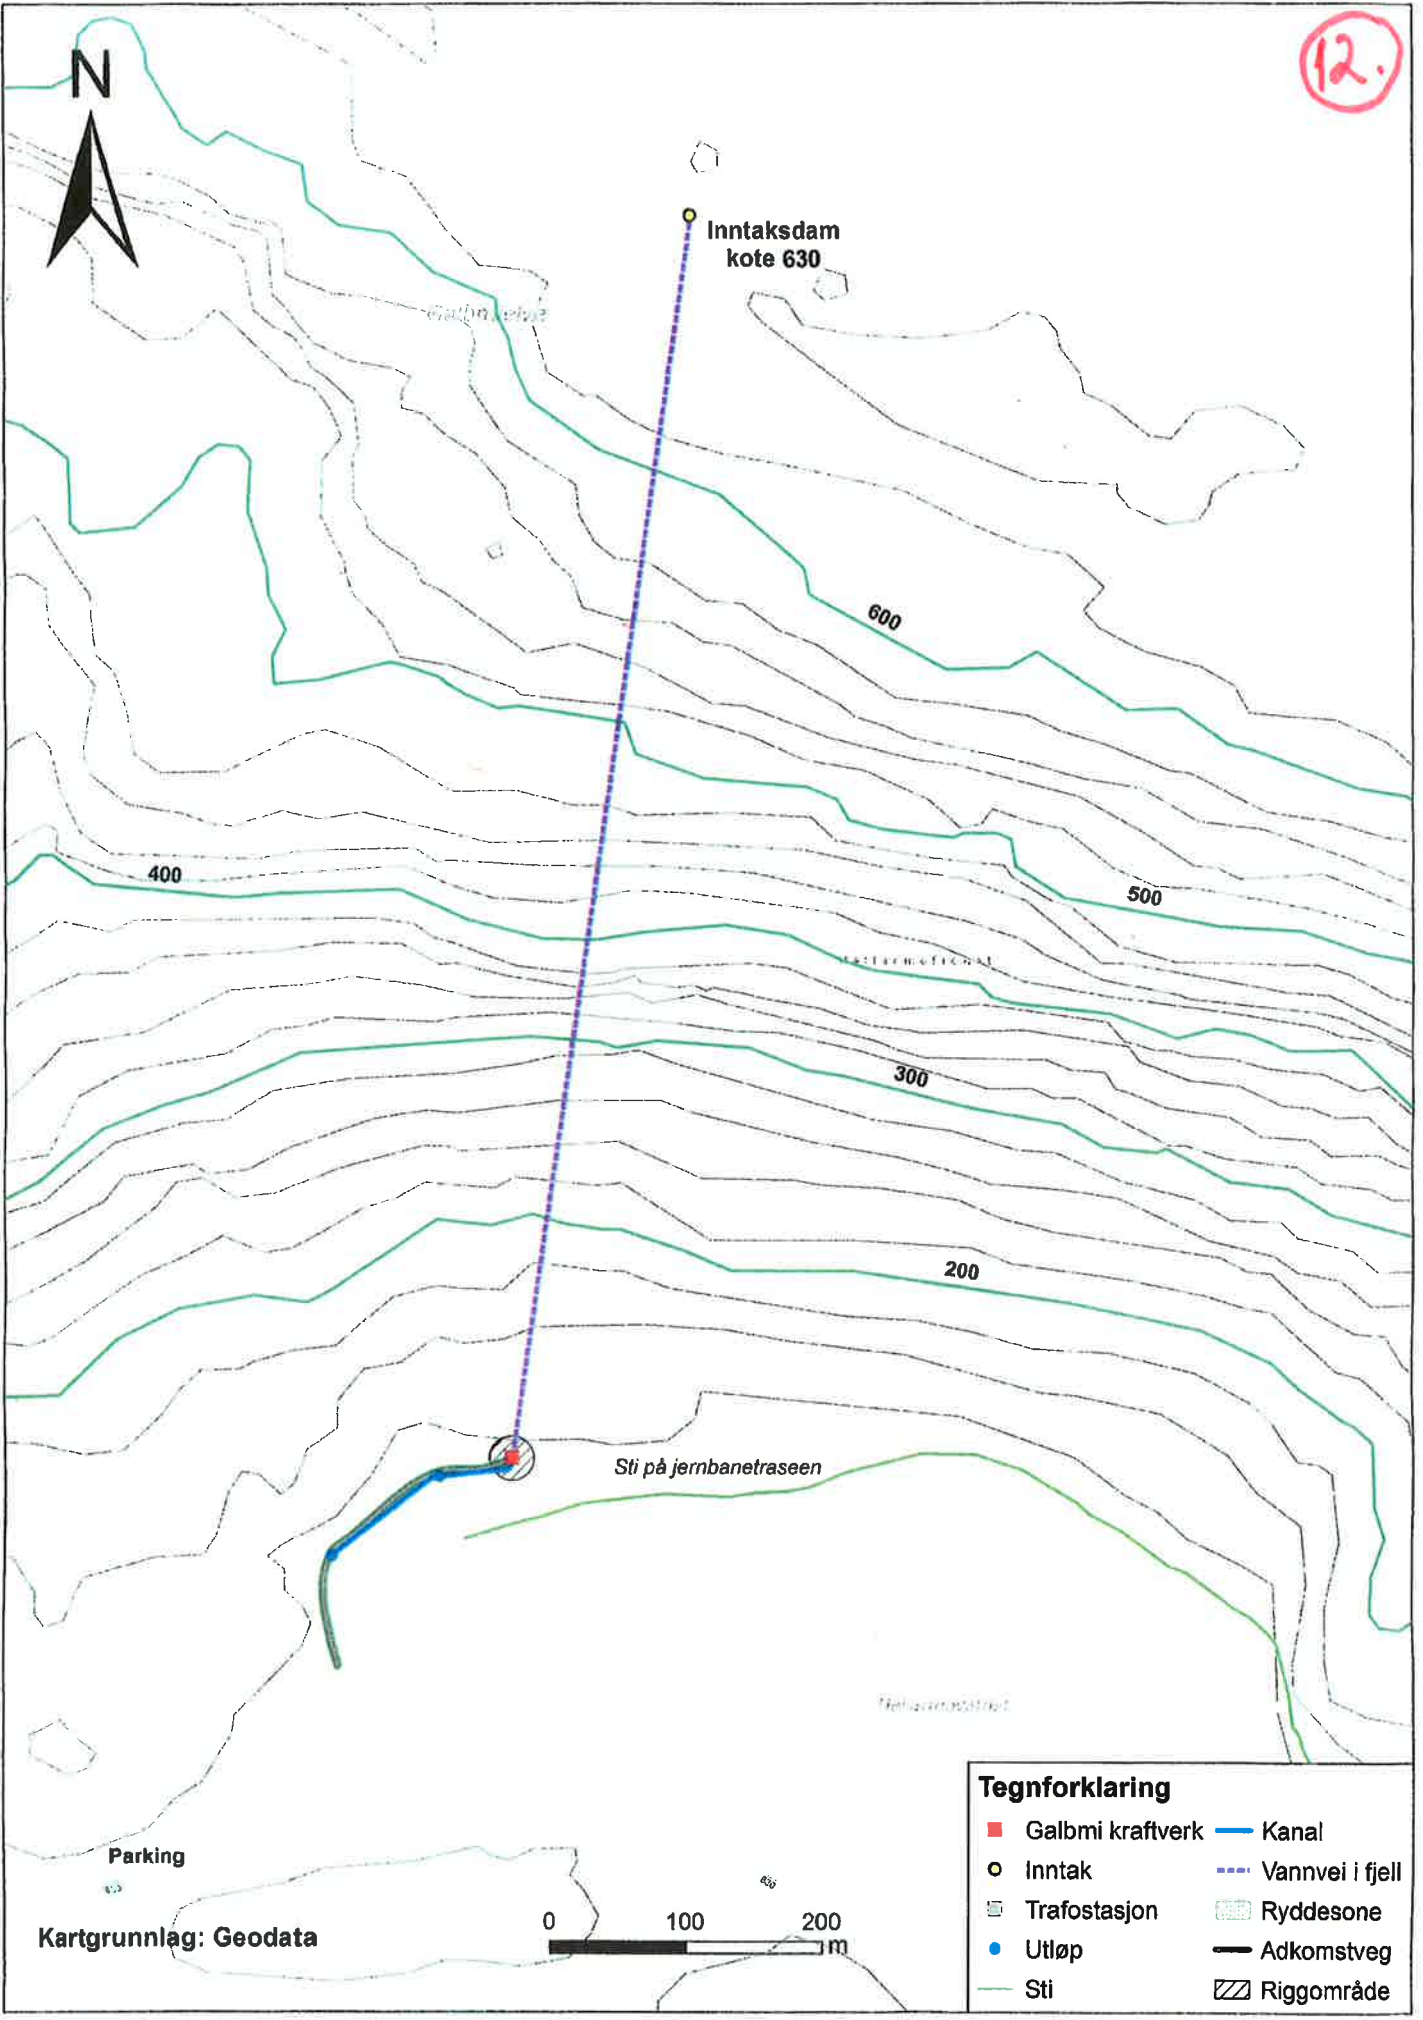 N
12.
Inntaksdam
kote 630
600
400
500
300
200
Sti på jernbanetraseen
Parking
Kartgrunnlag: Geodata
0 100 200
m
Tegnforklaring
Galbmi kraftverk
Kanal
Inntak
Vannvei i fjell
Trafostasjon
Ryddesone
Utløp
Adkomstveg
Sti
Riggområde